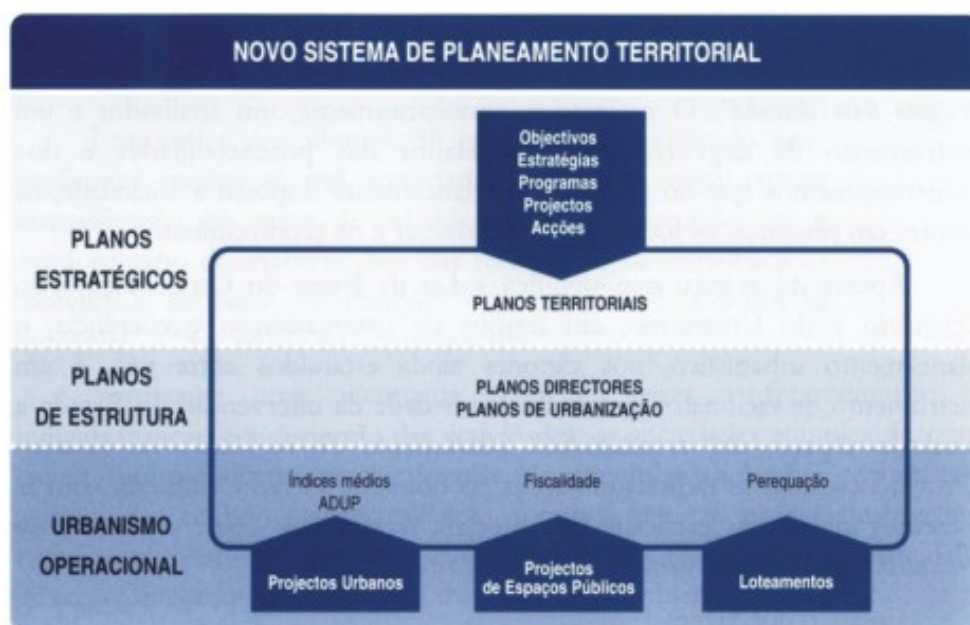 NOVO SISTEMA DE PLANEAMENTO TERRITORIAL
Objectivos
Estratégias
Programas
Projectos
Acções
PLANOS
ESTRATÉGICOS
PLANOS TERRITORIAIS
PLANOS
DE ESTRUTURA
PLANOS DIRECTORES
PLANOS DE URBANIZAÇÃO
URBANISMO
OPERACIONAL
Índices médios
ADUP
Fiscalidade
Perequação
Projectos Urbanos
Projectos
de Espaços Públicos
Loteamentos